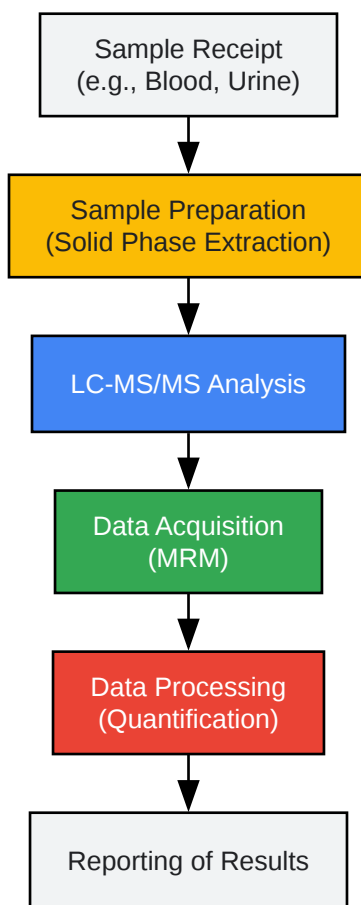 Sample Receipt
(e.g., Blood, Urine)
Sample Preparation
(Solid Phase Extraction)
LC-MS/MS Analysis
Data Acquisition
(MRM)
Data Processing
(Quantification)
Reporting of Results